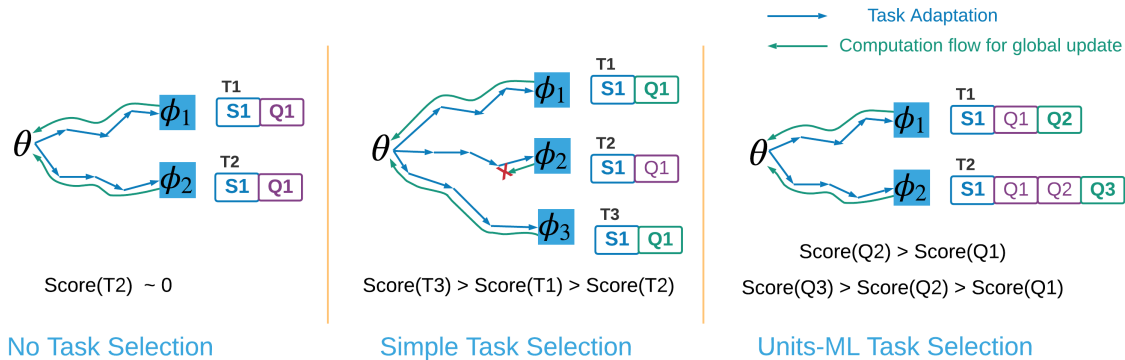 Task Adaptation
Computation flow for global update
θ
ϕ1
ϕ2
T1
S1 Q1
T2
S1 Q1
Score(T2) ~ 0
No Task Selection
θ
ϕ1
ϕ2
ϕ3
T1
S1 Q1
T2
S1 Q1
T3
S1 Q1
Score(T3) > Score(T1) > Score(T2)
Simple Task Selection
θ
ϕ1
ϕ2
T1
S1 Q1 Q2
T2
S1 Q1 Q2 Q3
Score(Q2) > Score(Q1)
Score(Q3) > Score(Q2) > Score(Q1)
Units-ML Task Selection